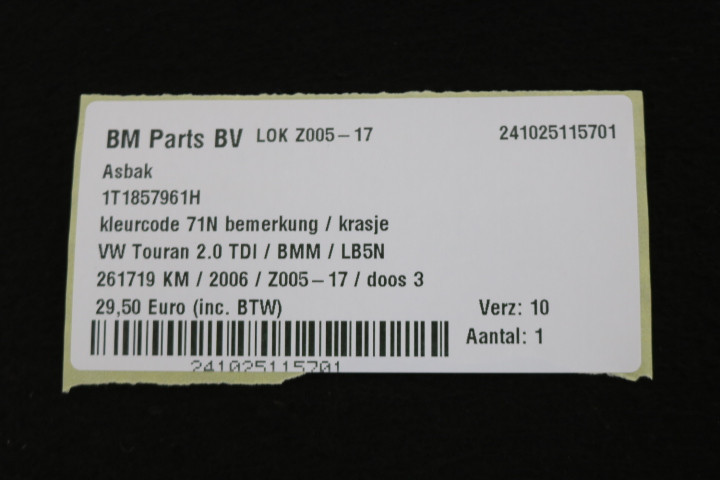 BM Parts BV LOK Z005-17 241025115701
Asbak
1T1857961H
kleurcode 71N bemerkung / krasje
VW Touran 2.0 TDI / BMM / LB5N
261719 KM / 2006 / Z005-17 / doos 3
29,50 Euro (inc. BTW) Verz: 10
Aantal: 1
241025115701